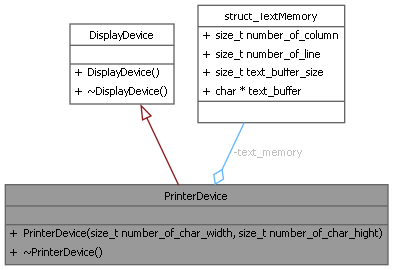 struct_TextMemory
+ size_t number_of_column
+ size_t number_of_line
+ size_t text_buffer_size
+ char * text_buffer
DisplayDevice
+ DisplayDevice()
+ ~DisplayDevice()
-text_memory
PrinterDevice
+ PrinterDevice(size_t number_of_char_width, size_t number_of_char_hight)
+ ~PrinterDevice()